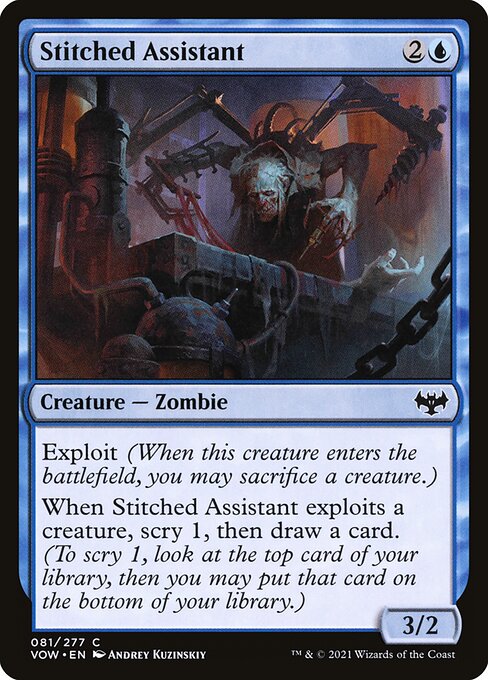 Stitched Assistant 2
Creature — Zombie
Exploit (When this creature enters the
battlefield, you may sacrifice a creature.)
When Stitched Assistant exploits a
creature, scry 1, then draw a card.
(To scry 1, look at the top card of your
library, then you may put that card on
the bottom of your library.)
3/2
081/277 C
VOW • EN Andrey Kuzinskiy
™ & © 2021 Wizards of the Coast